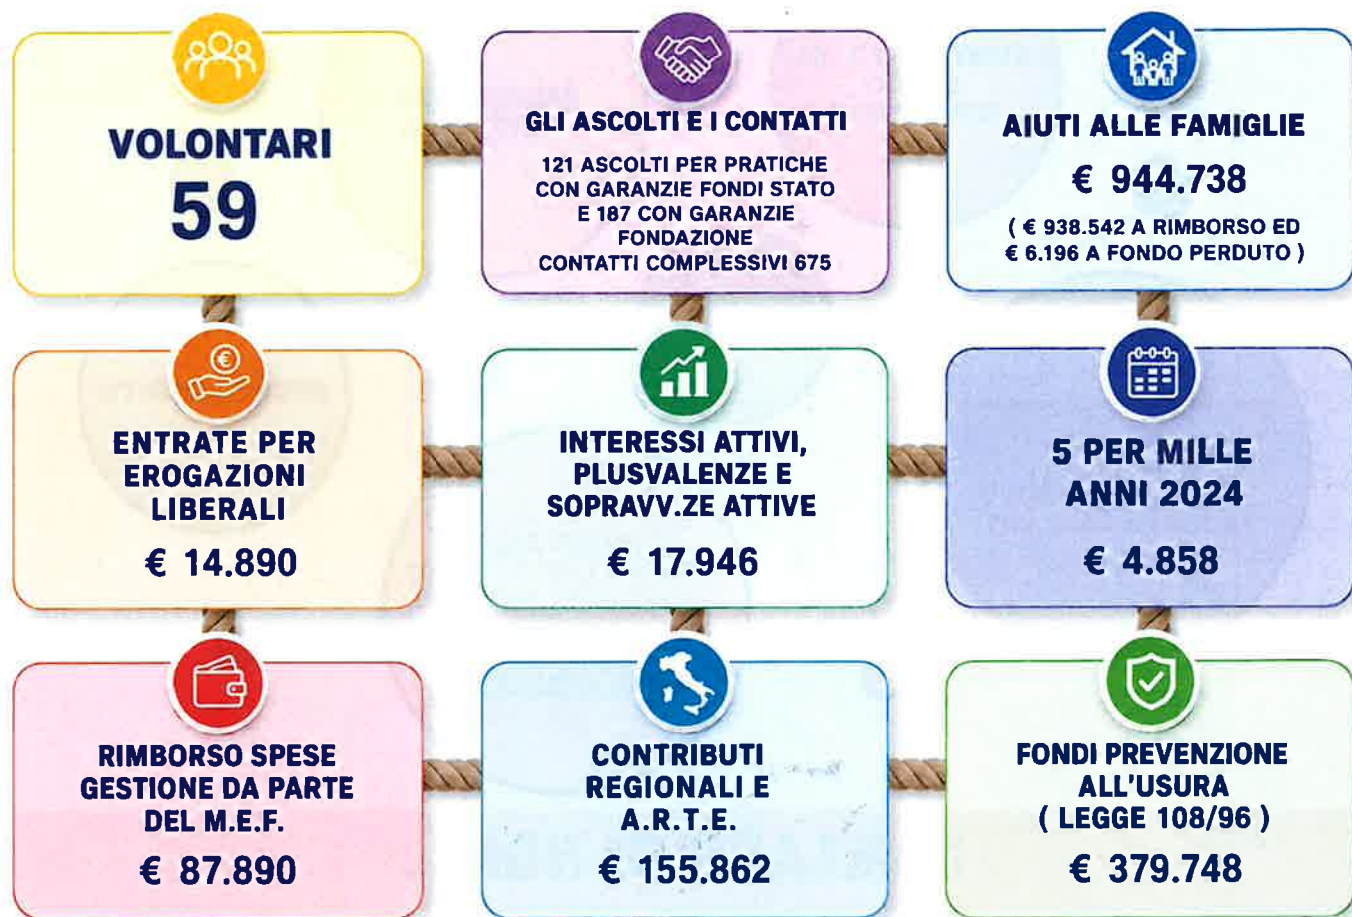 VOLONTARI
59
GLI ASCOLTI E I CONTATTI
121 ASCOLTI PER PRATICHE
CON GARANZIE FONDI STATO
E 187 CON GARANZIE
FONDAZIONE
CONTATTI COMPLESSIVI 675
AIUTI ALLE FAMIGLIE
€ 944.738
( € 938.542 A RIMBORSO ED
€ 6.196 A FONDO PERDUTO )
ENTRATE PER
EROGAZIONI
LIBERALI
€ 14.890
INTERESSI ATTIVI,
PLUSVALENZE E
SOPRAVV.ZE ATTIVE
€ 17.946
5 PER MILLE
ANNI 2024
€ 4.858
RIMBORSO SPESE
GESTIONE DA PARTE
DEL M.E.F.
€ 87.890
CONTRIBUTI
REGIONALI E
A.R.T.E.
€ 155.862
FONDI PREVENZIONE
ALL'USURA
( LEGGE 108/96 )
€ 379.748